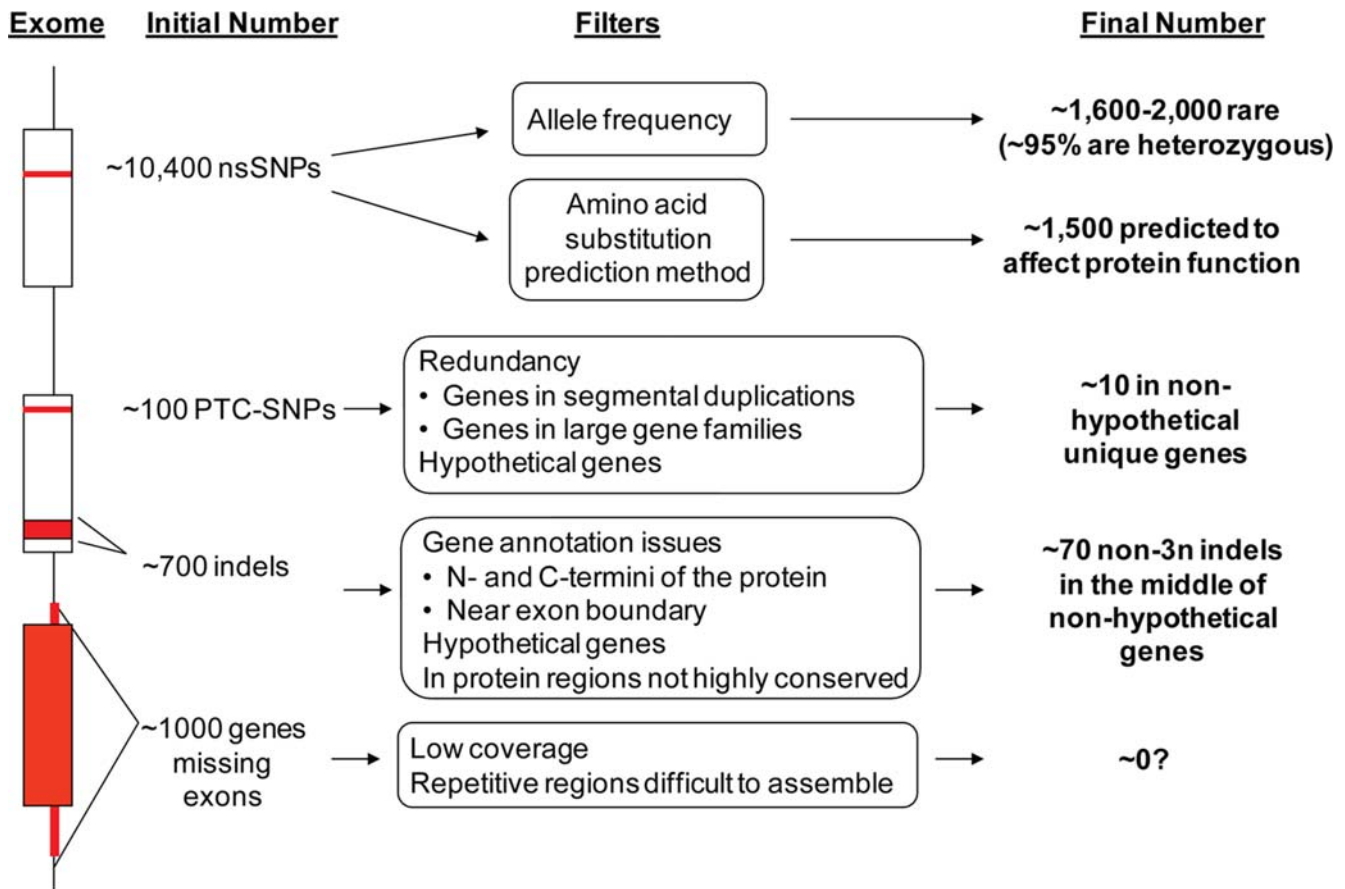 Exome Initial Number Filters Final Number
~10,400 nsSNPs
Allele frequency
~1,600-2,000 rare
(~95% are heterozygous)
Amino acid
substitution
prediction method
~1,500 predicted to
affect protein function
~100 PTC-SNPs
Redundancy
• Genes in segmental duplications
• Genes in large gene families
Hypothetical genes
~10 in non-
hypothetical
unique genes
~700 indels
Gene annotation issues
• N- and C-termini of the protein
• Near exon boundary
Hypothetical genes
In protein regions not highly conserved
~70 non-3n indels
in the middle of
non-hypothetical
genes
~1000 genes
missing
exons
Low coverage
Repetitive regions difficult to assemble
~0?